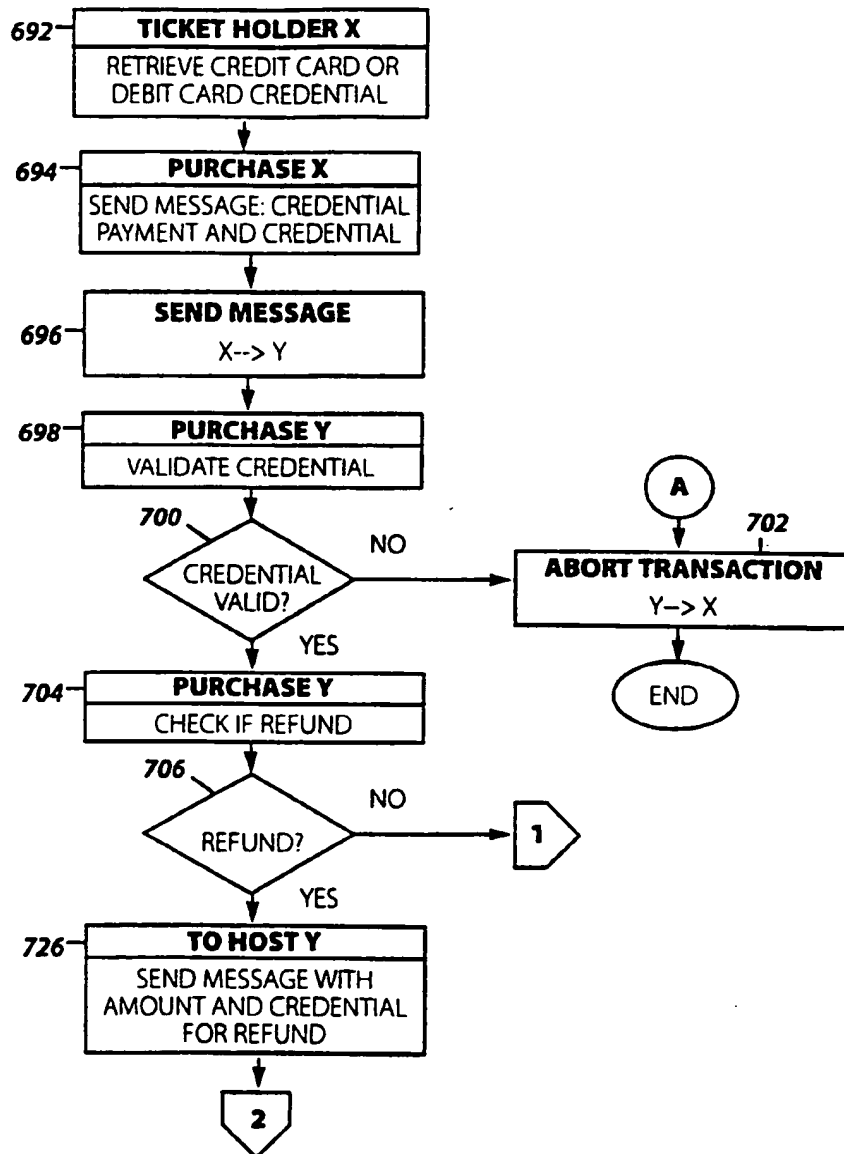 692
TICKET HOLDER X
RETRIEVE CREDIT CARD OR
DEBIT CARD CREDENTIAL
694
PURCHASE X
SEND MESSAGE: CREDENTIAL
PAYMENT AND CREDENTIAL
696
SEND MESSAGE
X--> Y
698
PURCHASE Y
VALIDATE CREDENTIAL
700
CREDENTIAL
VALID?
NO
YES
A
702
ABORT TRANSACTION
Y--> X
END
704
PURCHASE Y
CHECK IF REFUND
706
REFUND?
NO
1
YES
726
TO HOST Y
SEND MESSAGE WITH
AMOUNT AND CREDENTIAL
FOR REFUND
2